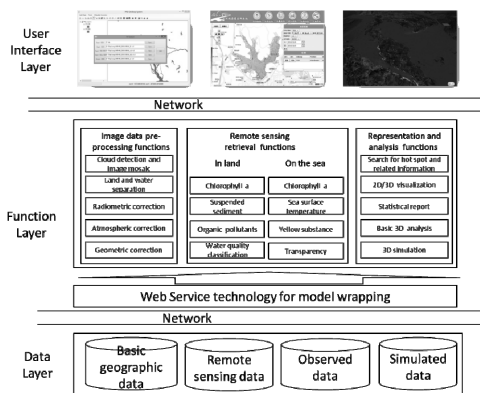 User
Interface
Layer
Network
Image data pre-
processing functions
Cloud detection and
image mosaic
Land and water
separation
Radiometric correction
Atmospheric correction
Geometric correction
Remote sensing
retrieval functions
In land
On the sea
Chlorophyll a
Chlorophyll a
Suspended
sediment
Sea surface
temperature
Organic pollutants
Yellow substance
Water quality
classification
Transparency
Representation and
analysis functions
Search for hot spot and
related information
2D/3D visualization
Statistical report
Basic 3D analysis
3D simulation
Function
Layer
Web Service technology for model wrapping
Network
Data
Layer
Basic
geographic
data
Remote
sensing data
Observed
data
Simulated
data